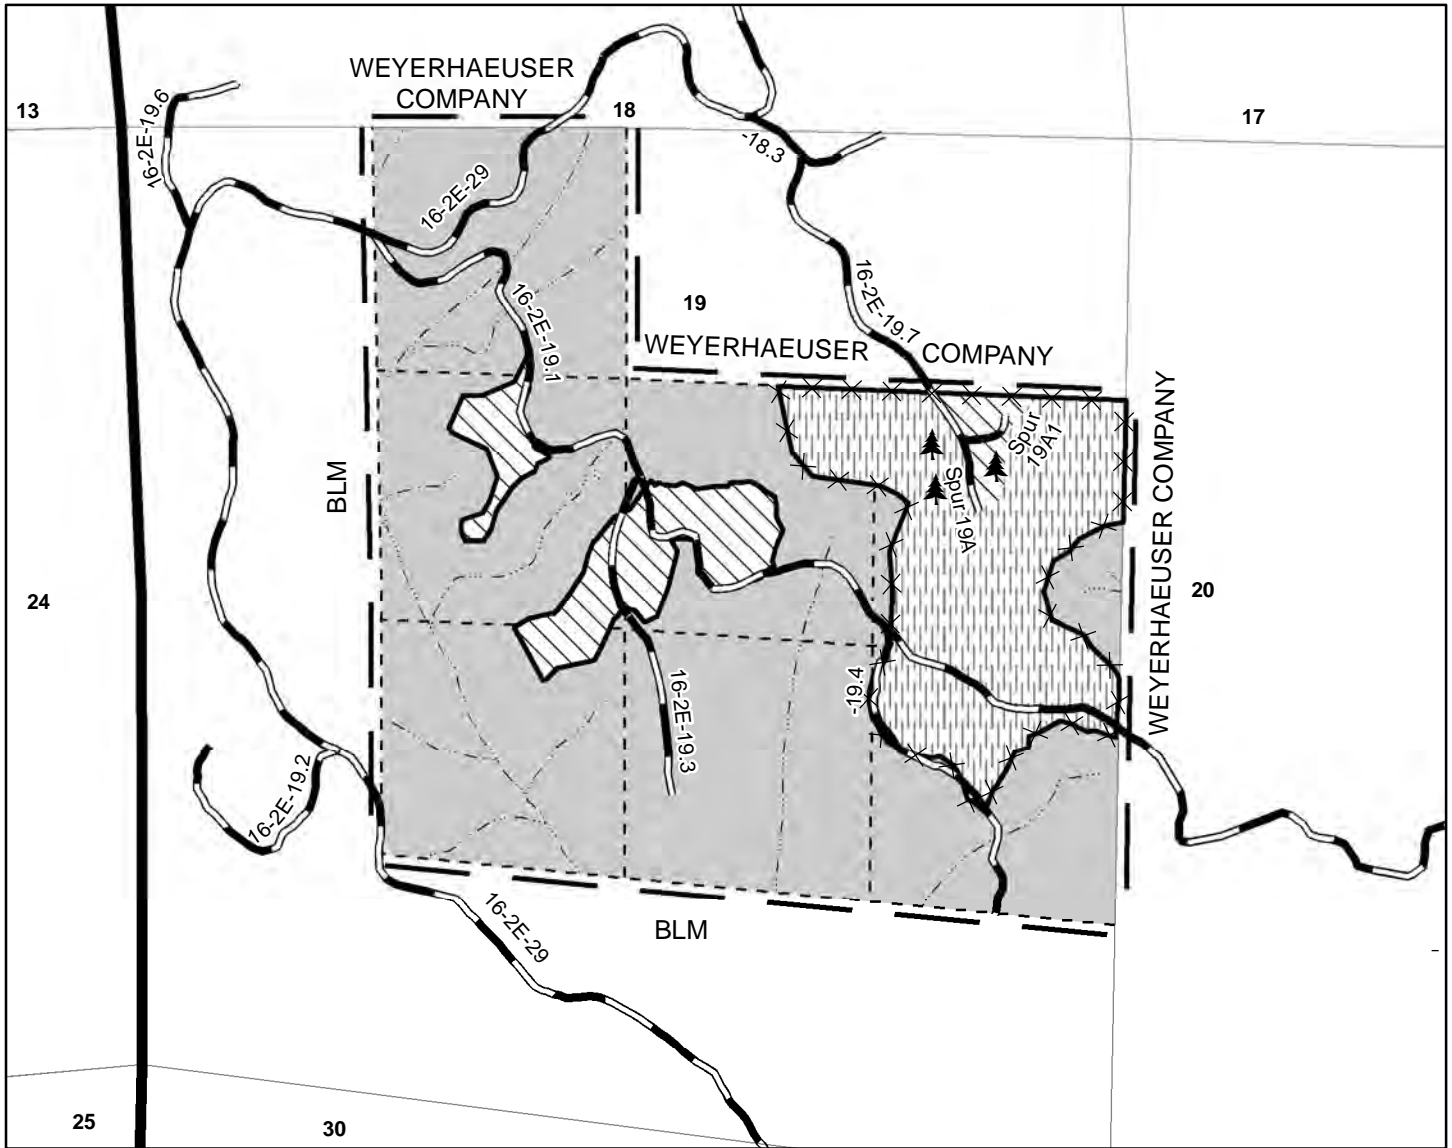 WEYERHAEUSER
COMPANY
13
18
17
16-2E-19.6
-18.3
16-2E-29
16-2E-19.1
19
16-2E-19.7
WEYERHAEUSER COMPANY
WEYERHAEUSER COMPANY
Spur
19A1
Spur 19A
BLM
24
20
-19.4
16-2E-19.3
16-2E-19.2
16-2E-29
BLM
25
30